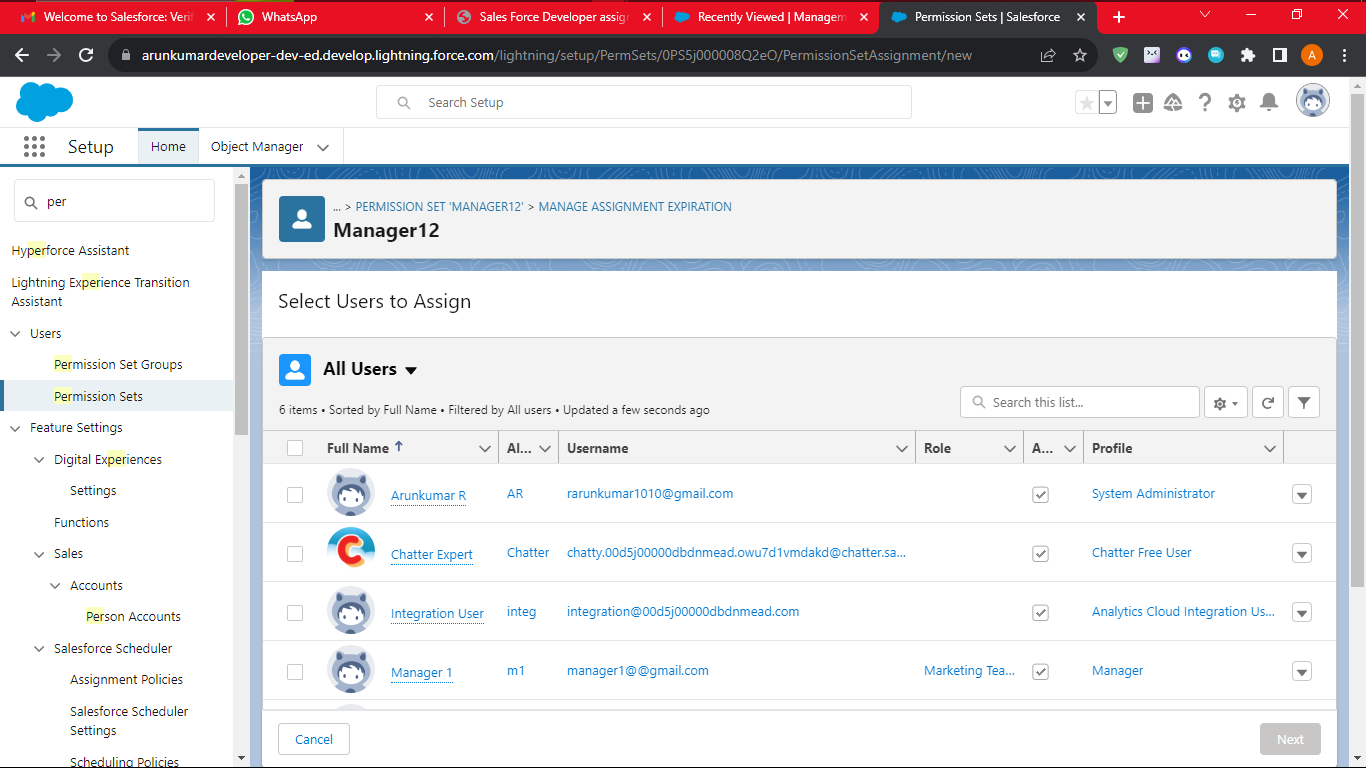 Welcome to Salesforce: Verif
WhatsApp
Sales Force Developer assign
Recently Viewed | Managem
Permission Sets | Salesforce
arunkumardeveloper-dev-ed.develop.lightning.force.com/lightning/setup/PermSets/0PS5j000008Q2eO/PermissionSetAssignment/new
A
Search Setup
Setup
Home
Object Manager
per
Hyperforce Assistant
Lightning Experience Transition
Assistant
Users
Permission Set Groups
Permission Sets
Feature Settings
Digital Experiences
Settings
Functions
Sales
Accounts
Person Accounts
Salesforce Scheduler
Assignment Policies
Salesforce Scheduler
Settings
Scheduling Policies
... > PERMISSION SET 'MANAGER12' > MANAGE ASSIGNMENT EXPIRATION
Manager12
Select Users to Assign
All Users
6 items • Sorted by Full Name • Filtered by All users • Updated a few seconds ago
Search this list...
Full Name Al... Username Role A... Profile
Arunkumar R AR rarunkumar1010@gmail.com System Administrator
Chatter Expert Chatter chatty.00d5j00000dbdnmead.owu7d1vmdakd@chatter.sa... Chatter Free User
Integration User integ integration@00d5j00000dbdnmead.com Analytics Cloud Integration Us...
Manager 1 m1 manager1@@gmail.com Marketing Tea... Manager
Cancel
Next